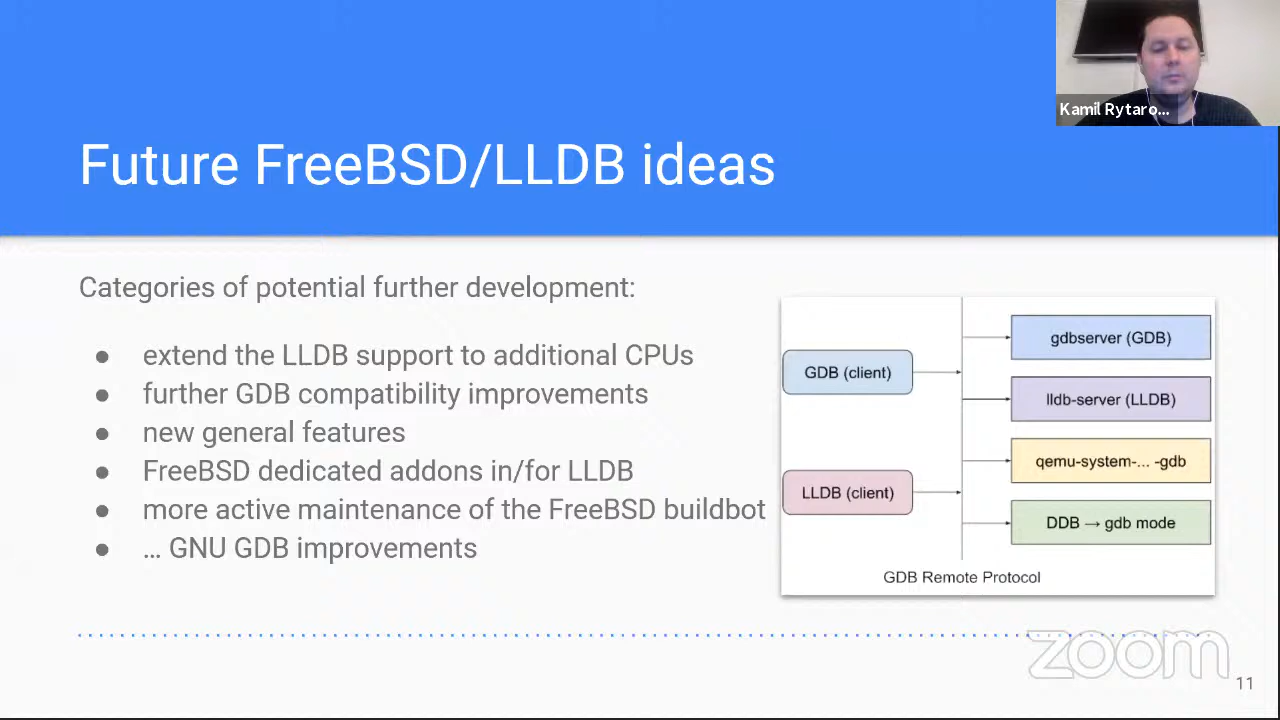 Kamil Rytaro...
Future FreeBSD/LLDB ideas
Categories of potential further development:
● extend the LLDB support to additional CPUs
● further GDB compatibility improvements
● new general features
● FreeBSD dedicated addons in/for LLDB
● more active maintenance of the FreeBSD buildbot
● … GNU GDB improvements
GDB (client)
LLDB (client)
gdbserver (GDB)
lldb-server (LLDB)
qemu-system-... -gdb
DDB → gdb mode
GDB Remote Protocol
zoom
11